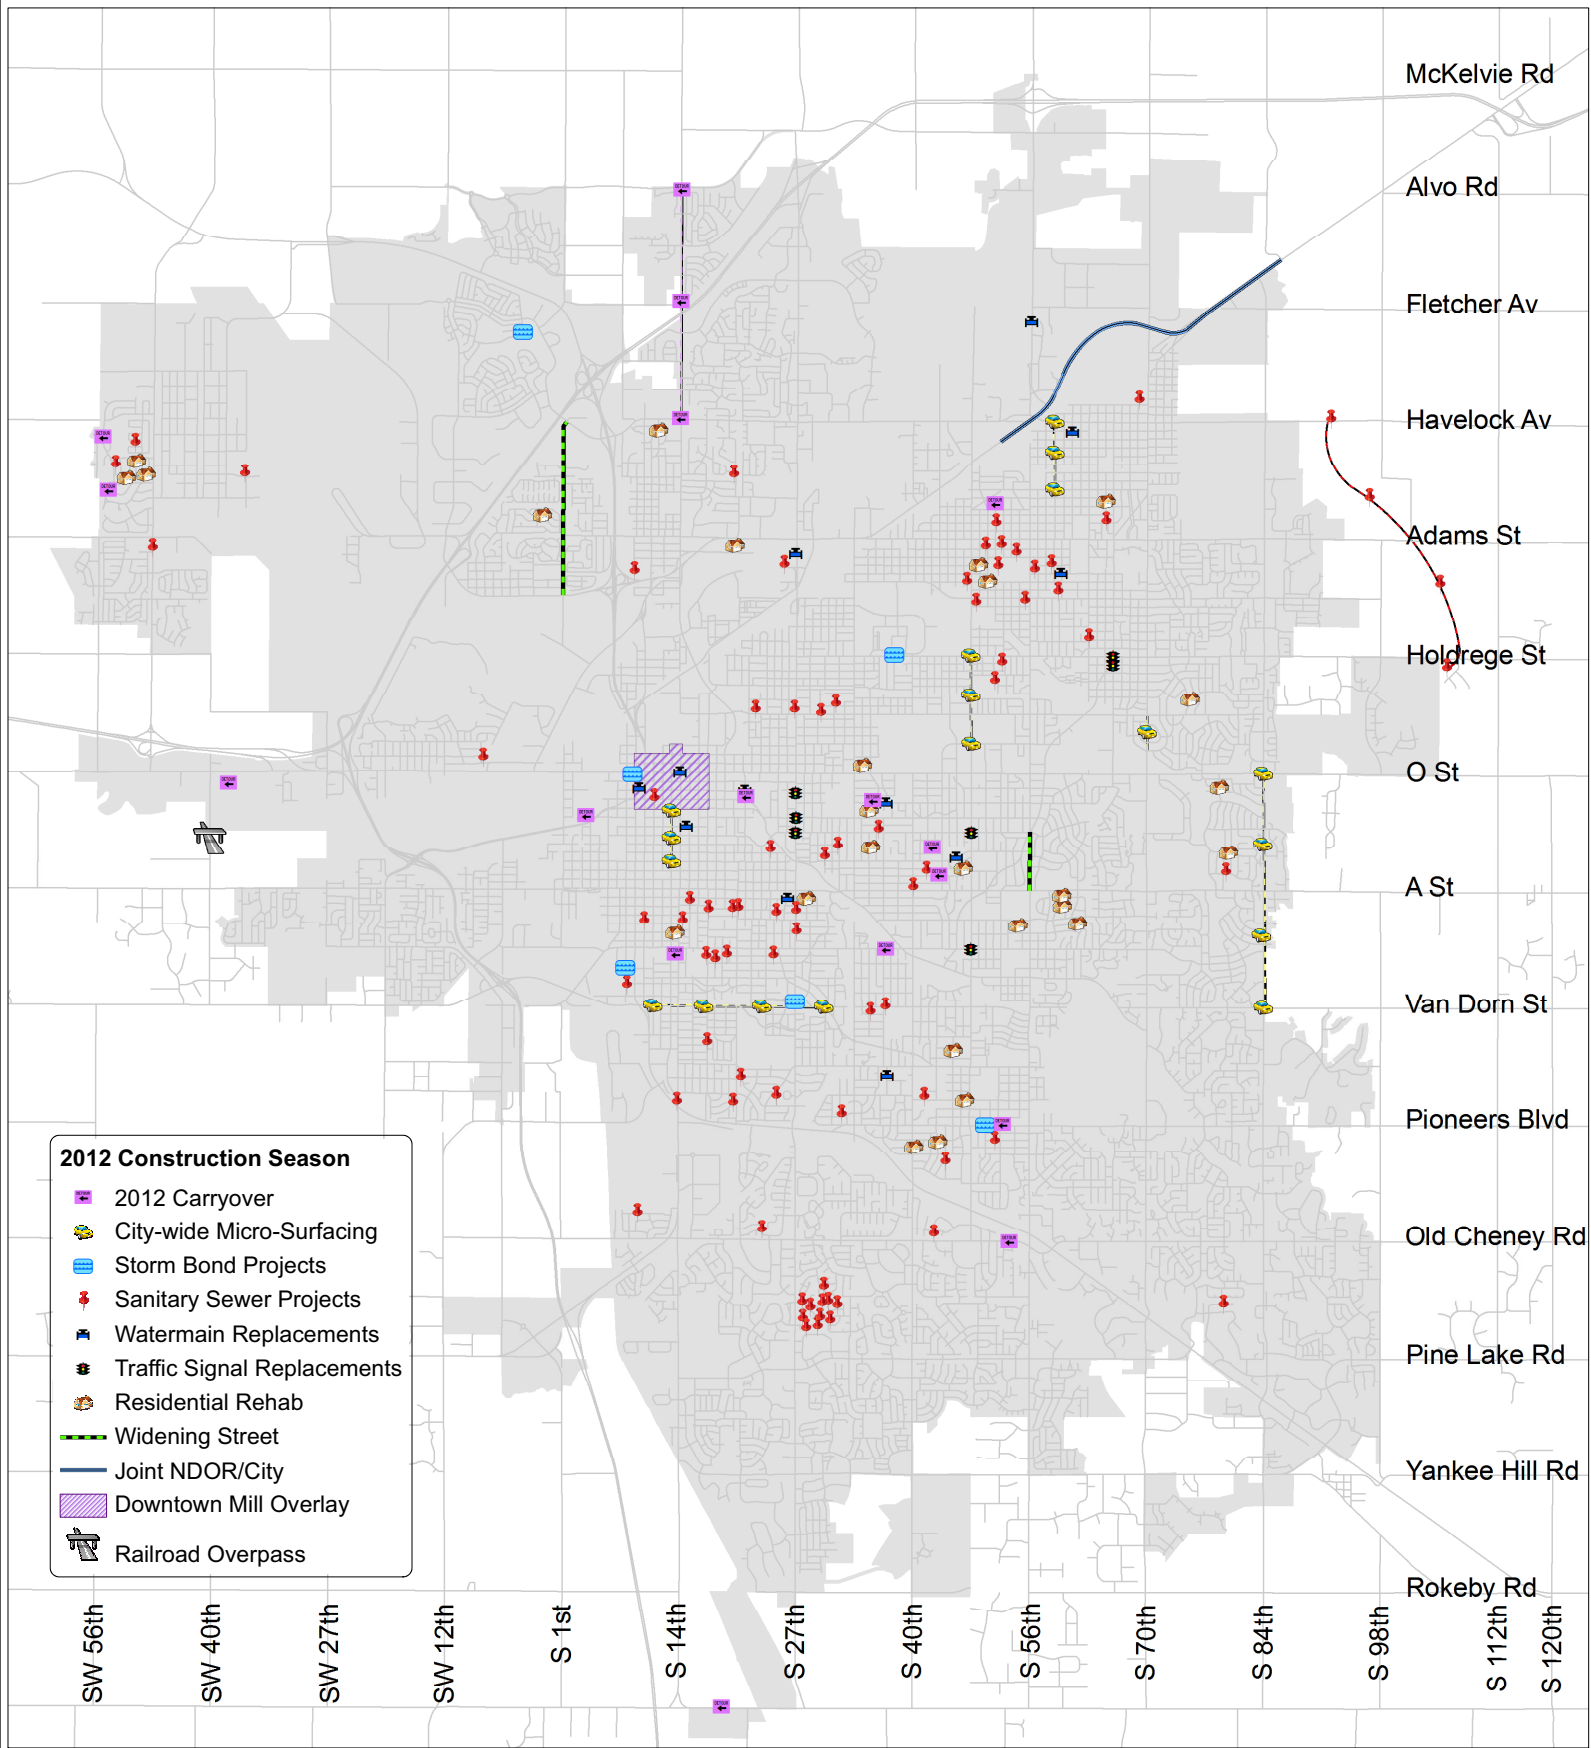 McKelvie Rd
Alvo Rd
Fletcher Av
Havelock Av
Adams St
Holdrege St
O St
A St
Van Dorn St
Pioneers Blvd
Old Cheney Rd
Pine Lake Rd
Yankee Hill Rd
Rokeby Rd
2012 Construction Season
DETOUR
2012 Carryover
City-wide Micro-Surfacing
Storm Bond Projects
Sanitary Sewer Projects
Watermain Replacements
Traffic Signal Replacements
Residential Rehab
Widening Street
Joint NDOR/City
Downtown Mill Overlay
Railroad Overpass
SW 56th
SW 40th
SW 27th
SW 12th
S 1st
S 14th
S 27th
S 40th
S 56th
S 70th
S 84th
S 98th
S 112th
S 120th